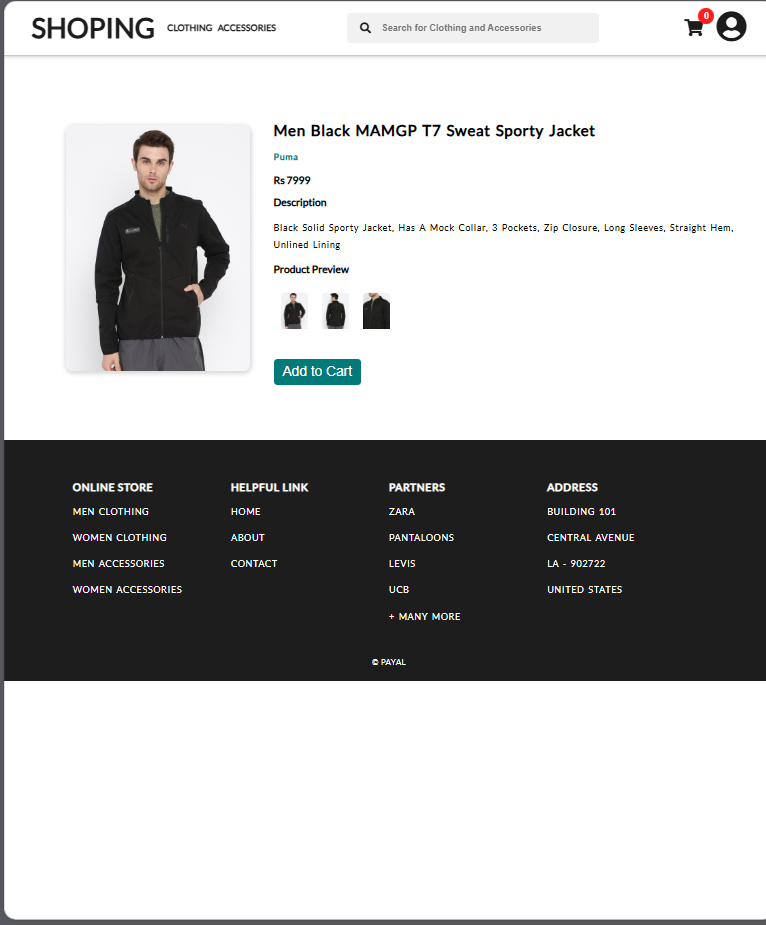 SHOPING
CLOTHING ACCESSORIES
Search for Clothing and Accessories
0
Men Black MAMGP T7 Sweat Sporty Jacket
Puma
Rs 7999
Description
Black Solid Sporty Jacket, Has A Mock Collar, 3 Pockets, Zip Closure, Long Sleeves, Straight Hem,
Unlined Lining
Product Preview
Add to Cart
ONLINE STORE
MEN CLOTHING
WOMEN CLOTHING
MEN ACCESSORIES
WOMEN ACCESSORIES
HELPFUL LINK
HOME
ABOUT
CONTACT
PARTNERS
ZARA
PANTALOONS
LEVIS
UCB
+ MANY MORE
ADDRESS
BUILDING 101
CENTRAL AVENUE
LA - 902722
UNITED STATES
© PAYAL